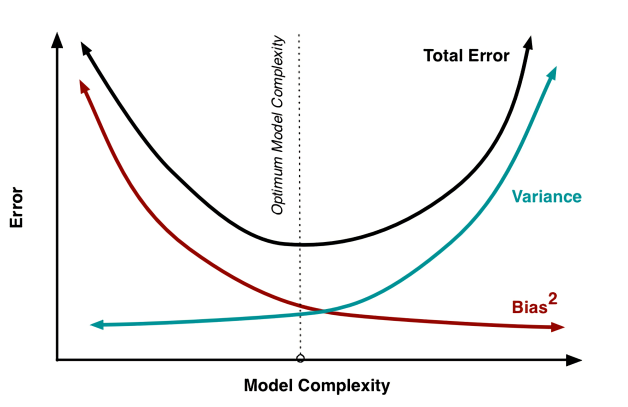 Total Error
Optimum Model Complexity
Variance
Error
Bias²
Model Complexity